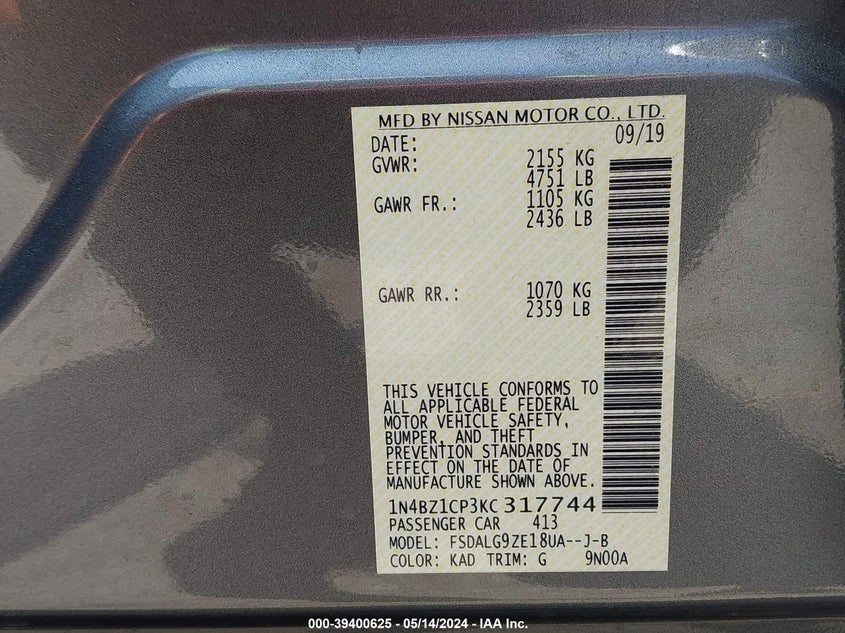 MFD BY NISSAN MOTOR CO., LTD.
DATE: 09/19
GVWR: 2155 KG
4751 LB
GAWR FR.: 1105 KG
2436 LB
GAWR RR.: 1070 KG
2359 LB
THIS VEHICLE CONFORMS TO
ALL APPLICABLE FEDERAL
MOTOR VEHICLE SAFETY,
BUMPER, AND THEFT
PREVENTION STANDARDS IN
EFFECT ON THE DATE OF
MANUFACTURE SHOWN ABOVE.
1N4BZ1CP3KC317744
PASSENGER CAR 413
MODEL: FSDALG9ZE18UA--J-B
COLOR: KAD TRIM: G 9N00A
000-39400625 - 05/14/2024 - IAA Inc.